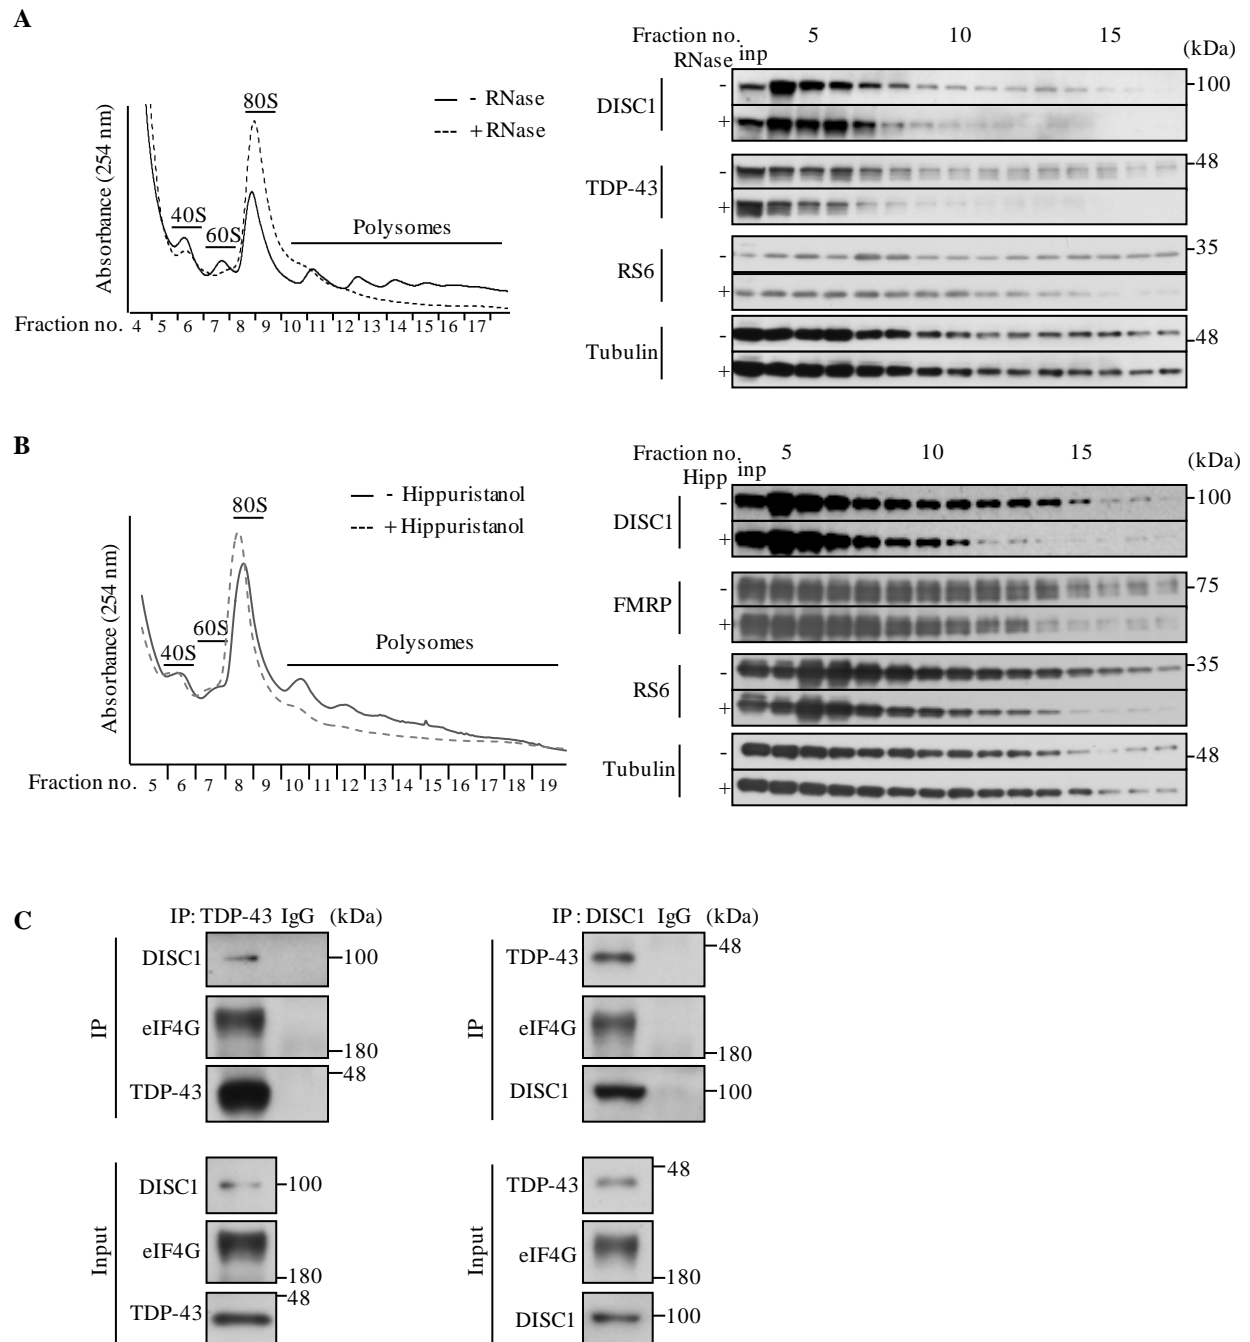 A
Fraction no. 5 10 15 (kDa)
RNase inp
DISC1 - 100
+
TDP-43 - 48
+
RS6 - 35
+
Tubulin - 48
+
Absorbance (254 nm)
80S
— - RNase
--- + RNase
40S
60S
Polysomes
Fraction no. 4 5 6 7 8 9 10 11 12 13 14 15 16 17
B
Fraction no. 5 10 15 (kDa)
Hipp inp
DISC1 - 100
+
FMRP - 75
+
RS6 - 35
+
Tubulin - 48
+
Absorbance (254 nm)
80S
— - Hippuristanol
--- + Hippuristanol
60S
40S
Polysomes
Fraction no. 5 6 7 8 9 10 11 12 13 14 15 16 17 18 19
C
IP: TDP-43 IgG (kDa)
IP
DISC1 100
eIF4G 180
TDP-43 48
Input
DISC1 100
eIF4G 180
TDP-43 48
IP : DISC1 IgG (kDa)
IP
TDP-43 48
eIF4G 180
DISC1 100
Input
TDP-43 48
eIF4G 180
DISC1 100